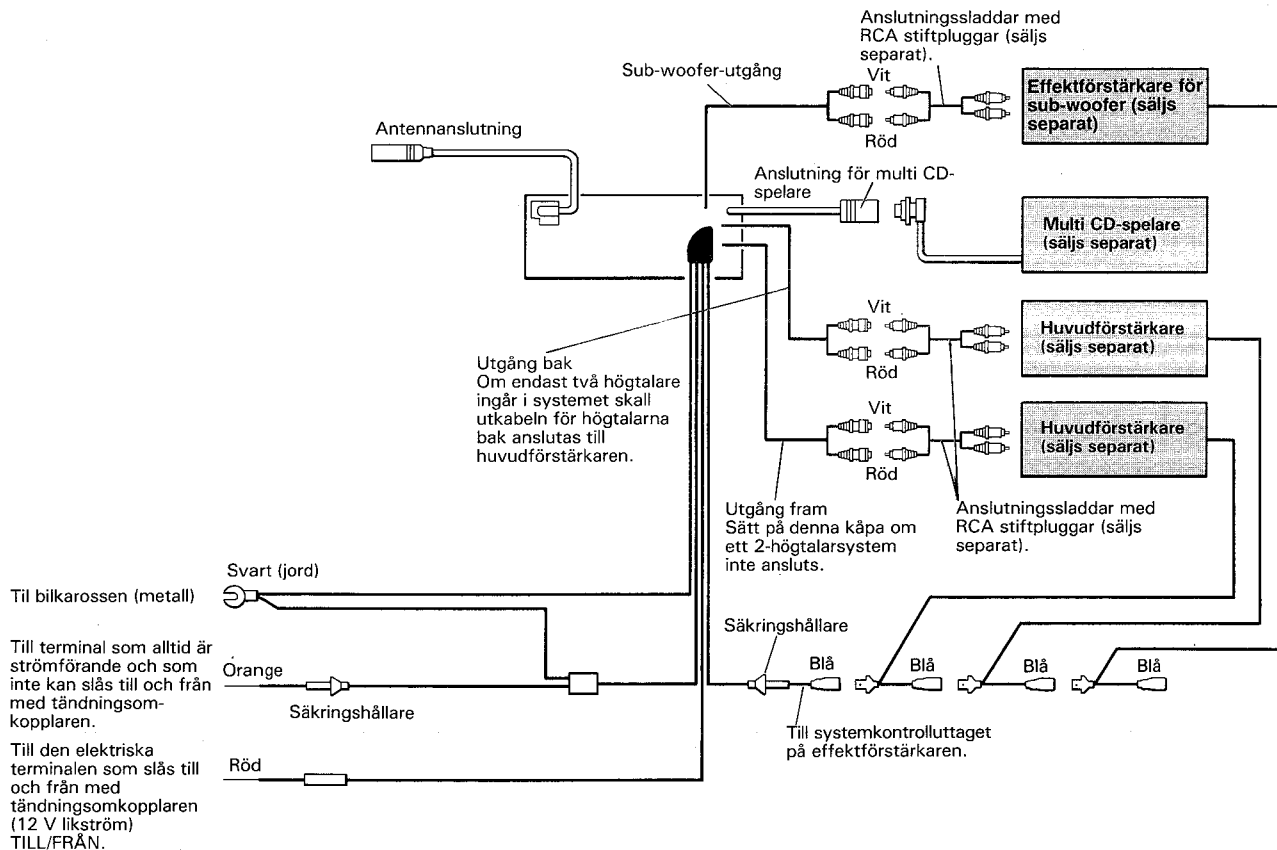 Anslutningssladdar med
RCA stiftpluggar (säljs
separat).
Sub-woofer-utgång
Vit
Effektförstärkare för
sub-woofer (säljs
separat)
Röd
Antennanslutning
Anslutning för multi CD-
spelare
Multi CD-spelare
(säljs separat)
Vit
Huvudförstärkare
(säljs separat)
Röd
Utgång bak
Om endast två högtalare
ingår i systemet skall
utkabeln för högtalarna
bak anslutas till
huvudförstärkaren.
Vit
Huvudförstärkare
(säljs separat)
Röd
Utgång fram
Sätt på denna kåpa om
ett 2-högtalarsystem
inte ansluts.
Anslutningssladdar med
RCA stiftpluggar (säljs
separat).
Svart (jord)
Til bilkarossen (metall)
Till terminal som alltid är
strömförande och som
inte kan slås till och från
med tändningsom-
kopplaren.
Orange
Säkringshållare
Säkringshållare
Blå
Blå
Blå
Blå
Till systemkontrolluttaget
på effektförstärkaren.
Till den elektriska
terminalen som slås till
och från med
tändningsomkopplaren
(12 V likström)
TILL/FRÅN.
Röd